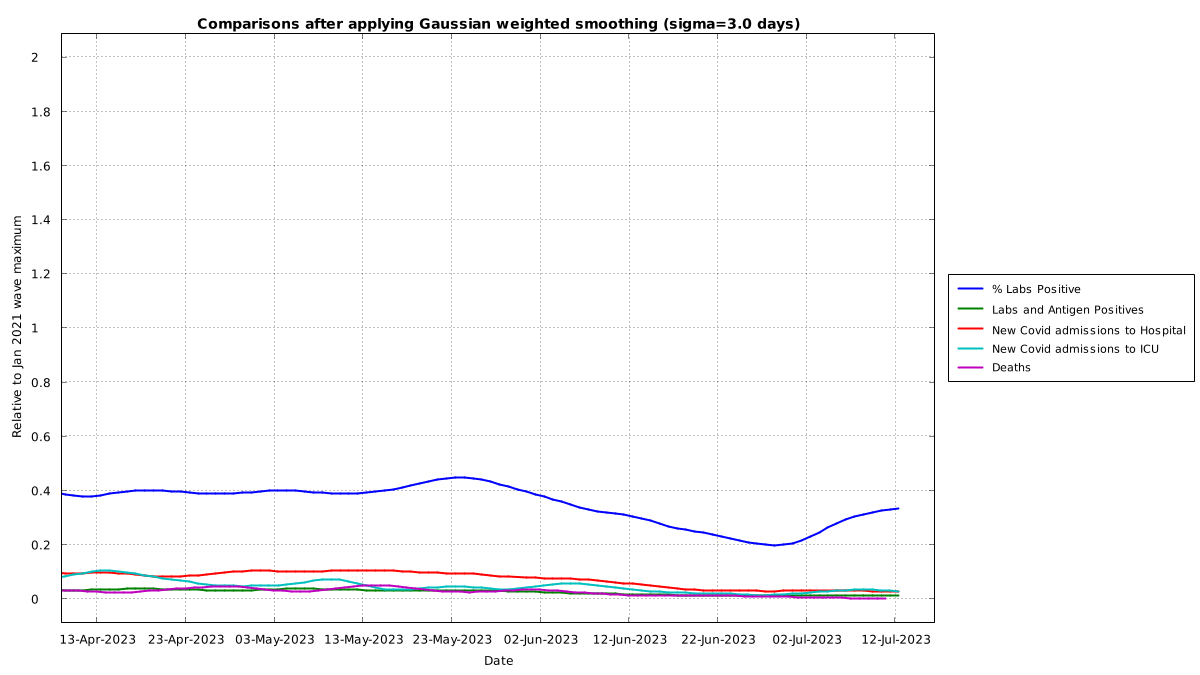 Comparisons after applying Gaussian weighted smoothing (sigma=3.0 days)
2
1.8
1.6
1.4
1.2
1
0.8
0.6
0.4
0.2
0
Relative to Jan 2021 wave maximum
13-Apr-2023 23-Apr-2023 03-May-2023 13-May-2023 23-May-2023 02-Jun-2023 12-Jun-2023 22-Jun-2023 02-Jul-2023 12-Jul-2023
Date
% Labs Positive
Labs and Antigen Positives
New Covid admissions to Hospital
New Covid admissions to ICU
Deaths